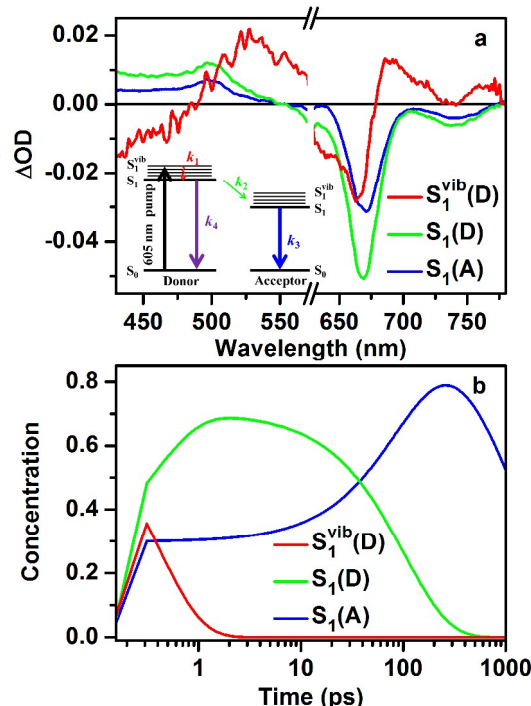 a
0.02
0.00
-0.02
-0.04
ΔOD
S₁ᵛⁱᵇ
S₁
k₁
k₂
S₁ᵛⁱᵇ
S₁
605 nm pump
k₄
k₃
S₀
S₀
Donor
Acceptor
S₁ᵛⁱᵇ(D)
S₁(D)
S₁(A)
450 500 550 650 700 750
Wavelength (nm)
b
0.8
0.6
0.4
0.2
0.0
Concentration
S₁ᵛⁱᵇ(D)
S₁(D)
S₁(A)
1 10 100 1000
Time (ps)